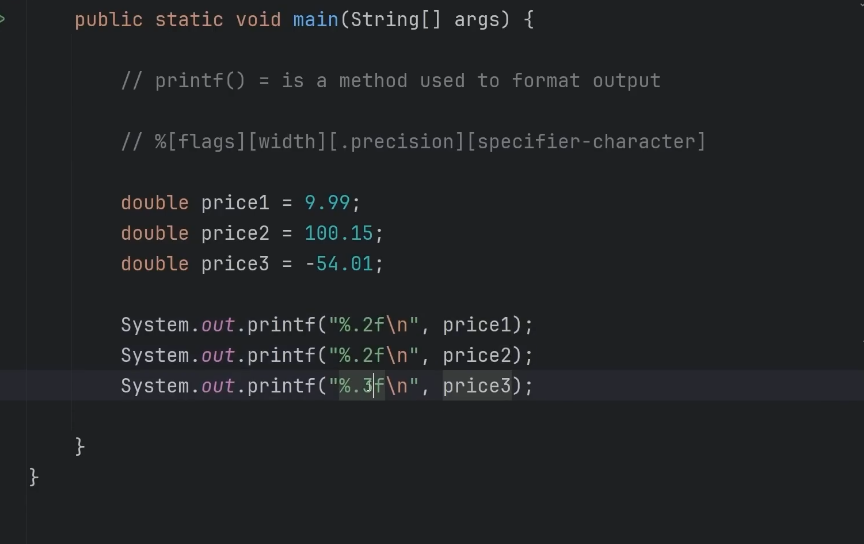 public static void main(String[] args) {
// printf() = is a method used to format output
// %[flags][width][.precision][specifier-character]
double price1 = 9.99;
double price2 = 100.15;
double price3 = -54.01;
System.out.printf("%.2f\n", price1);
System.out.printf("%.2f\n", price2);
System.out.printf("%.3f\n", price3);
}
}